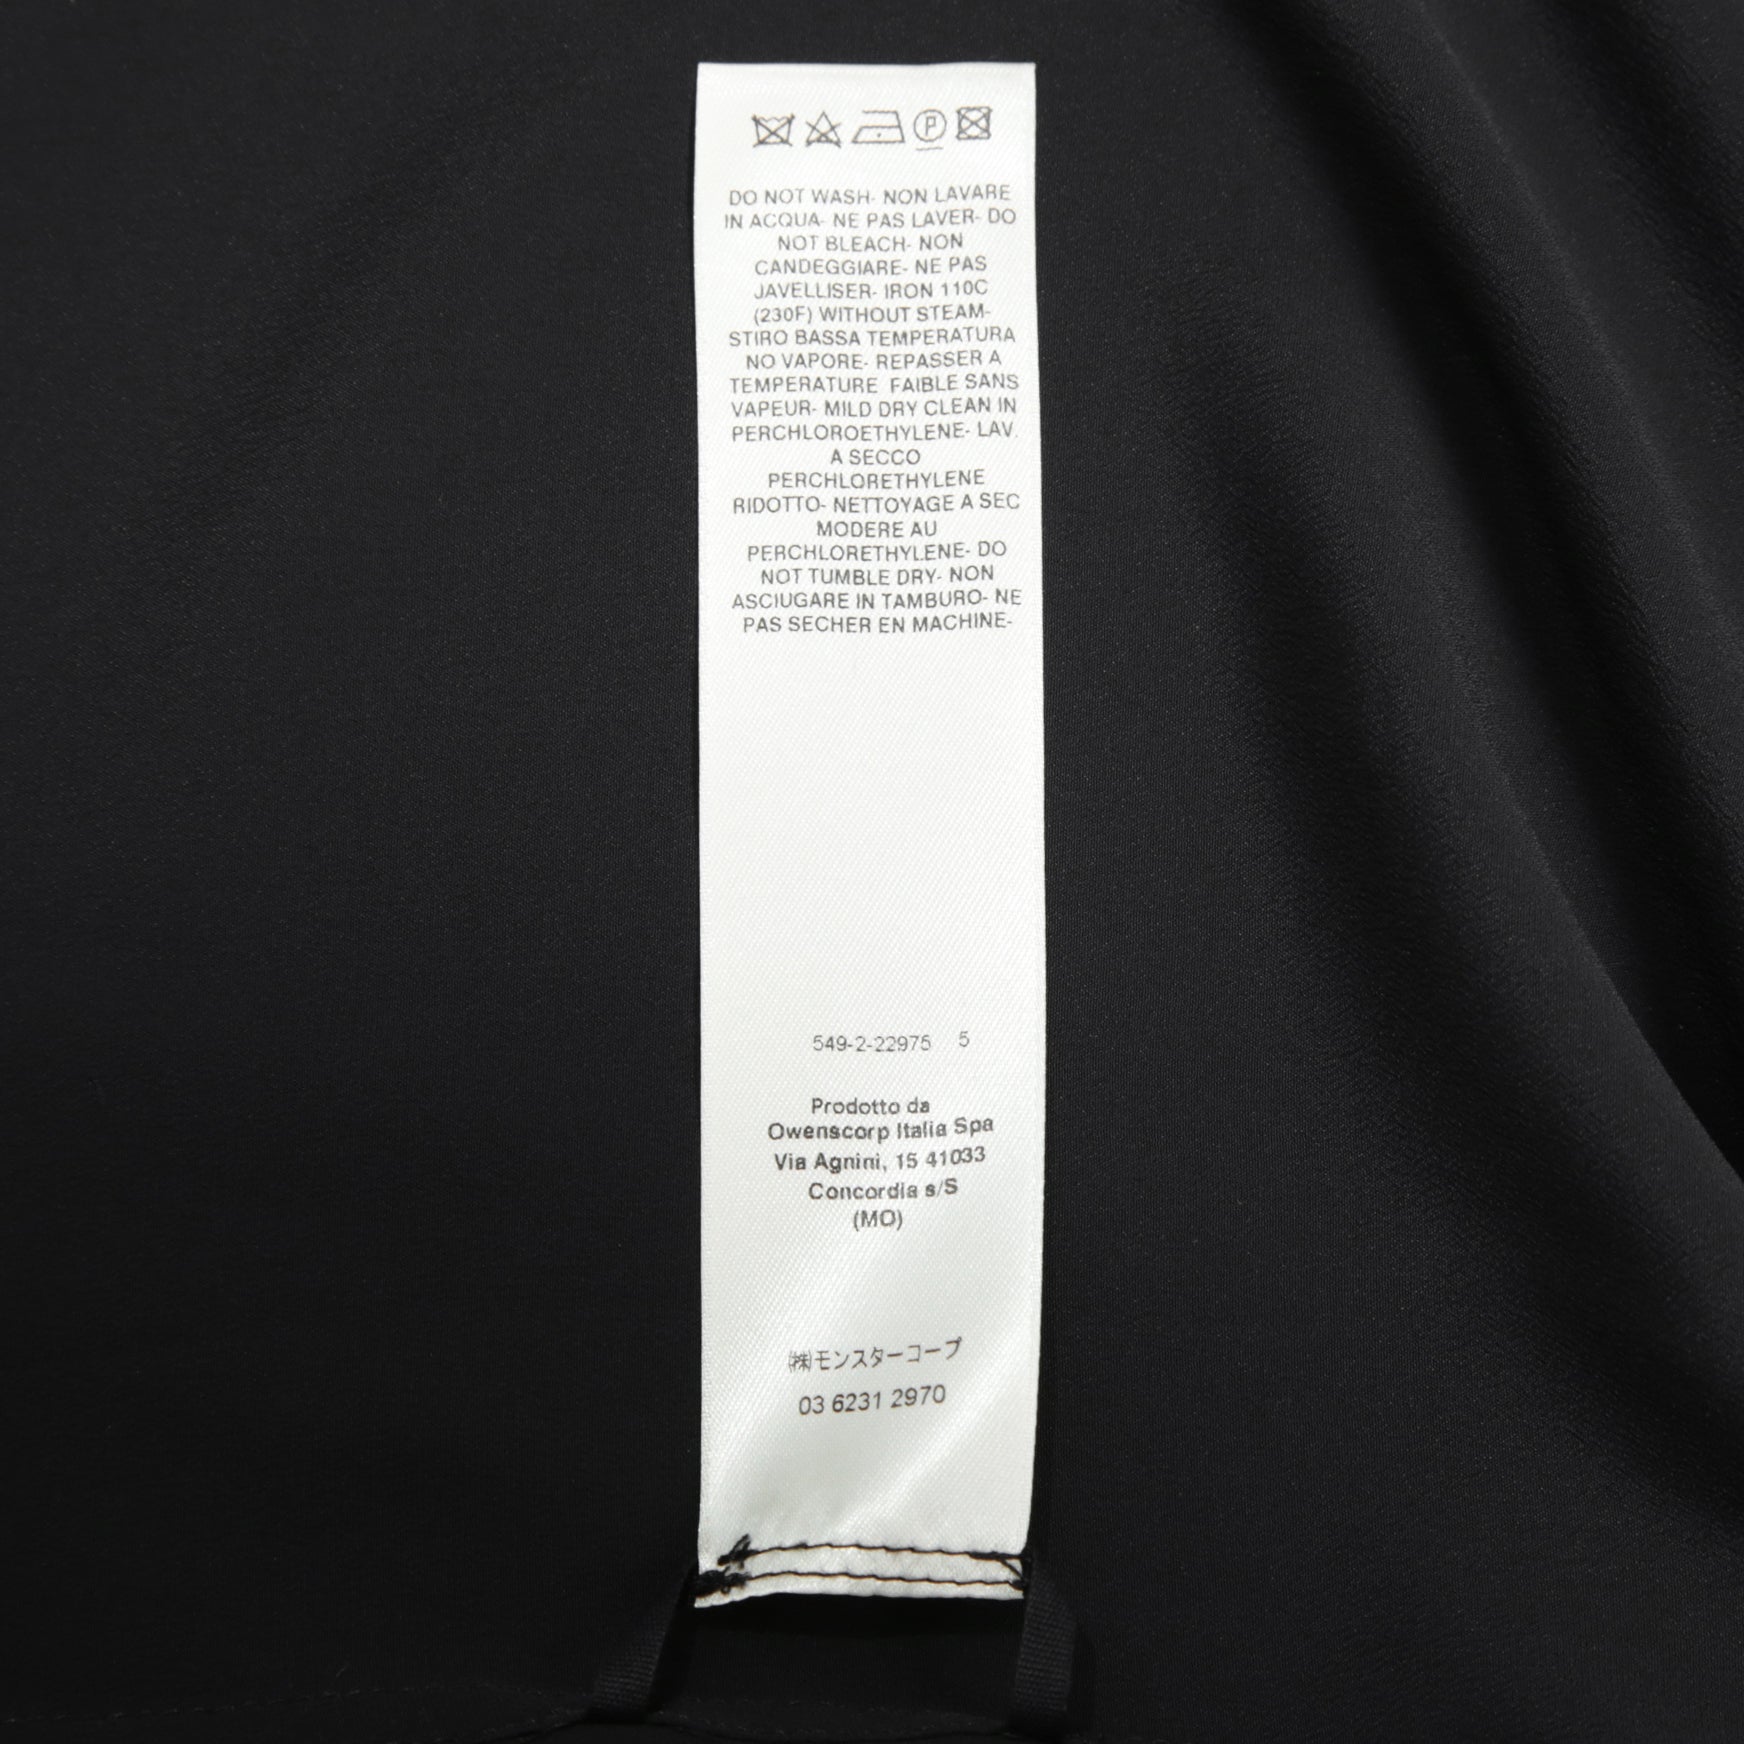 P
DO NOT WASH- NON LAVARE
IN ACQUA- NE PAS LAVER- DO
NOT BLEACH- NON
CANDEGGIARE- NE PAS
JAVELLISER- IRON 110C
(230F) WITHOUT STEAM-
STIRO BASSA TEMPERATURA
NO VAPORE- REPASSER A
TEMPERATURE FAIBLE SANS
VAPEUR- MILD DRY CLEAN IN
PERCHLOROETHYLENE- LAV.
A SECCO
PERCHLORETHYLENE
RIDOTTO- NETTOYAGE A SEC
MODERE AU
PERCHLORETHYLENE- DO
NOT TUMBLE DRY- NON
ASCIUGARE IN TAMBURO- NE
PAS SECHER EN MACHINE-
549-2-22975 5
Prodotto da
Owenscorp Italia Spa
Via Agnini, 15 41033
Concordia s/S
(MO)
㈱モンスターコープ
03 6231 2970